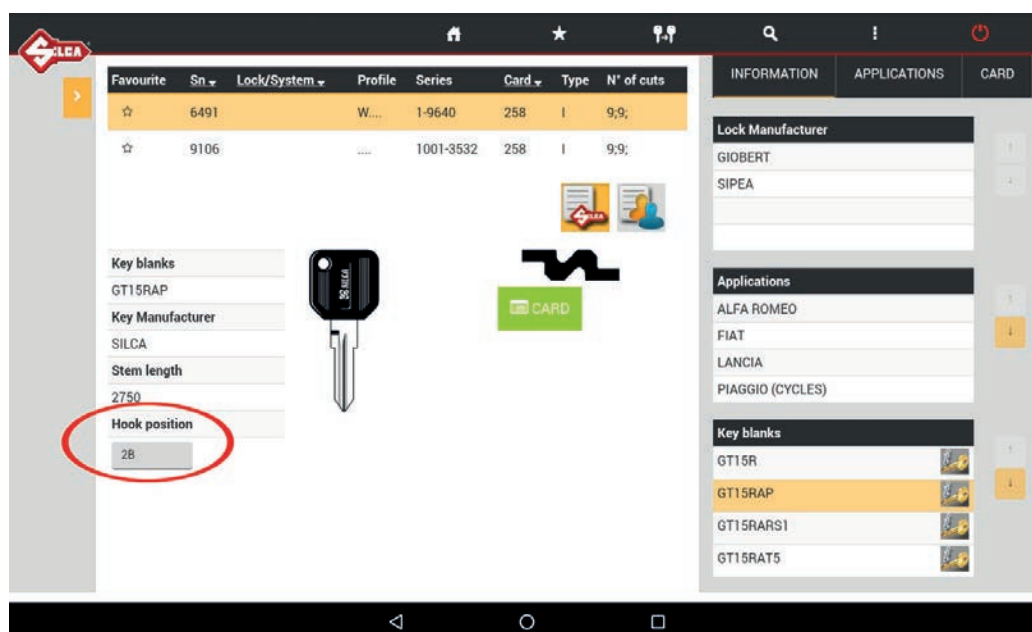 SILCA
Favourite Sn Lock/System Profile Series Card Type N° of cuts
6491 W.... 1-9640 258 I 9;9;
9106 .... 1001-3532 258 I 9;9;
SILCA
Key blanks
GT15RAP
Key Manufacturer
SILCA
Stem length
2750
Hook position
2B
SILCA
CARD
INFORMATION APPLICATIONS CARD
Lock Manufacturer
GIOBERT
SIPEA
Applications
ALFA ROMEO
FIAT
LANCIA
PIAGGIO (CYCLES)
Key blanks
GT15R
GT15RAP
GT15RARS1
GT15RAT5